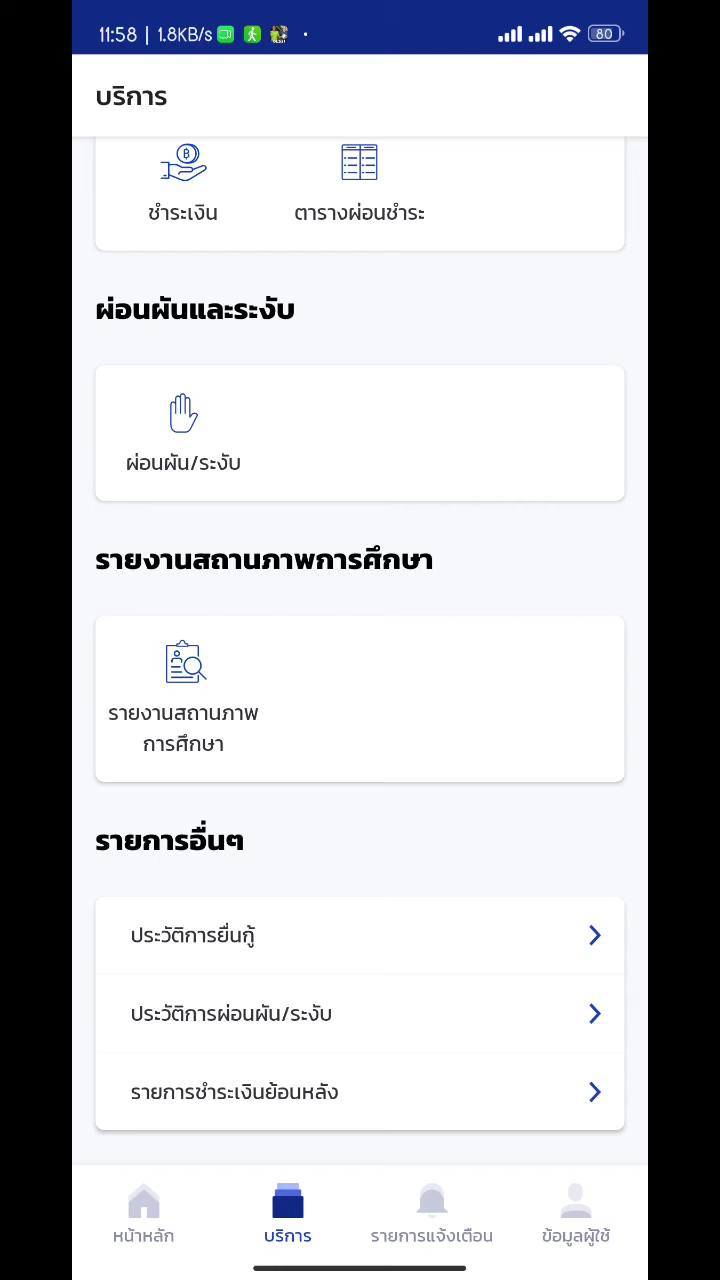 11:58 | 1.8KB/s
80
บริการ
ชำระเงิน
ตารางผ่อนชำระ
ผ่อนผันและระงับ
ผ่อนผัน/ระงับ
รายงานสถานภาพการศึกษา
รายงานสถานภาพ
การศึกษา
รายการอื่นๆ
ประวัติการยื่นกู้
ประวัติการผ่อนผัน/ระงับ
รายการชำระเงินย้อนหลัง
หน้าหลัก
บริการ
รายการแจ้งเตือน
ข้อมูลผู้ใช้